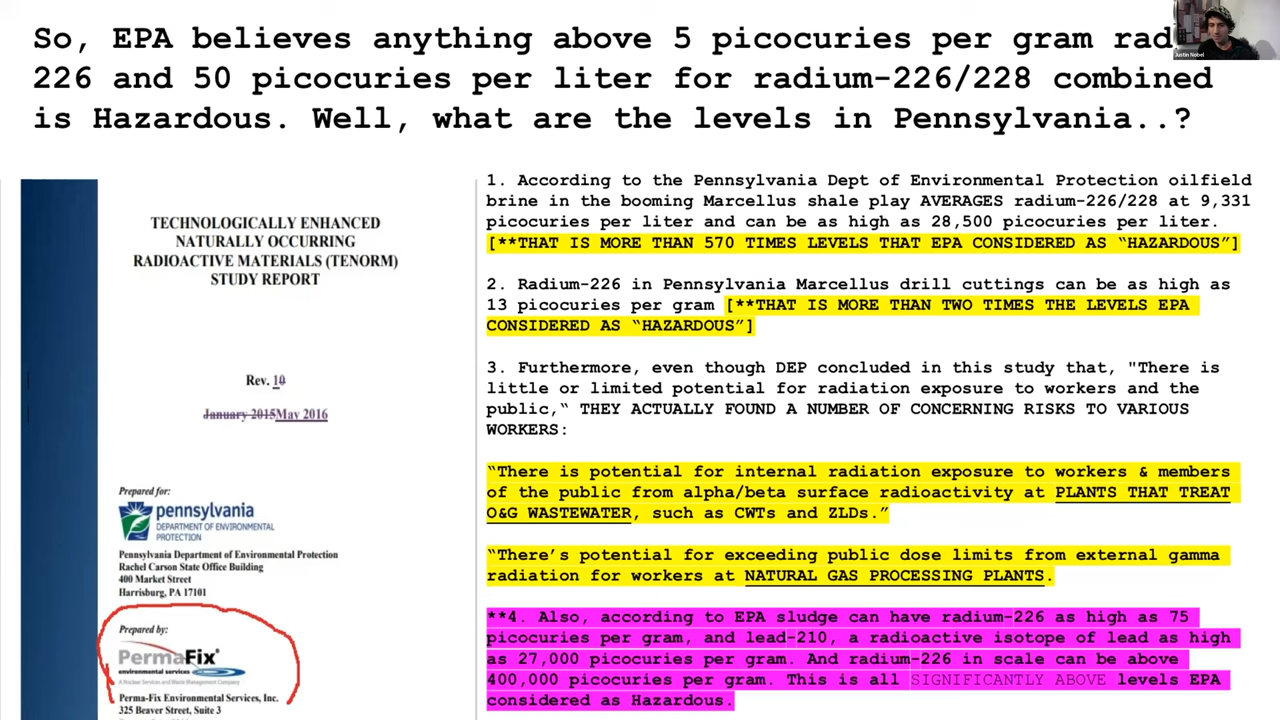 So, EPA believes anything above 5 picocuries per gram rad
226 and 50 picocuries per liter for radium-226/228 combined
is Hazardous. Well, what are the levels in Pennsylvania..?
Justin Nobel
TECHNOLOGICALLY ENHANCED
NATURALLY OCCURRING
RADIOACTIVE MATERIALS (TENORM)
STUDY REPORT
Rev. 10
January 2015May 2016
Prepared for:
pennsylvania
DEPARTMENT OF ENVIRONMENTAL
PROTECTION
Pennsylvania Department of Environmental Protection
Rachel Carson State Office Building
400 Market Street
Harrisburg, PA 17101
Prepared by:
PermaFix
environmental services
A Nuclear Services and Waste Management Company
Perma-Fix Environmental Services, Inc.
325 Beaver Street, Suite 3
1. According to the Pennsylvania Dept of Environmental Protection oilfield
brine in the booming Marcellus shale play AVERAGES radium-226/228 at 9,331
picocuries per liter and can be as high as 28,500 picocuries per liter.
[**THAT IS MORE THAN 570 TIMES LEVELS THAT EPA CONSIDERED AS “HAZARDOUS”]
2. Radium-226 in Pennsylvania Marcellus drill cuttings can be as high as
13 picocuries per gram [**THAT IS MORE THAN TWO TIMES THE LEVELS EPA
CONSIDERED AS “HAZARDOUS”]
3. Furthermore, even though DEP concluded in this study that, "There is
little or limited potential for radiation exposure to workers and the
public,“ THEY ACTUALLY FOUND A NUMBER OF CONCERNING RISKS TO VARIOUS
WORKERS:
“There is potential for internal radiation exposure to workers & members
of the public from alpha/beta surface radioactivity at PLANTS THAT TREAT
O&G WASTEWATER, such as CWTs and ZLDs.”
“There’s potential for exceeding public dose limits from external gamma
radiation for workers at NATURAL GAS PROCESSING PLANTS.
**4. Also, according to EPA sludge can have radium-226 as high as 75
picocuries per gram, and lead-210, a radioactive isotope of lead as high
as 27,000 picocuries per gram. And radium-226 in scale can be above
400,000 picocuries per gram. This is all SIGNIFICANTLY ABOVE levels EPA
considered as Hazardous.